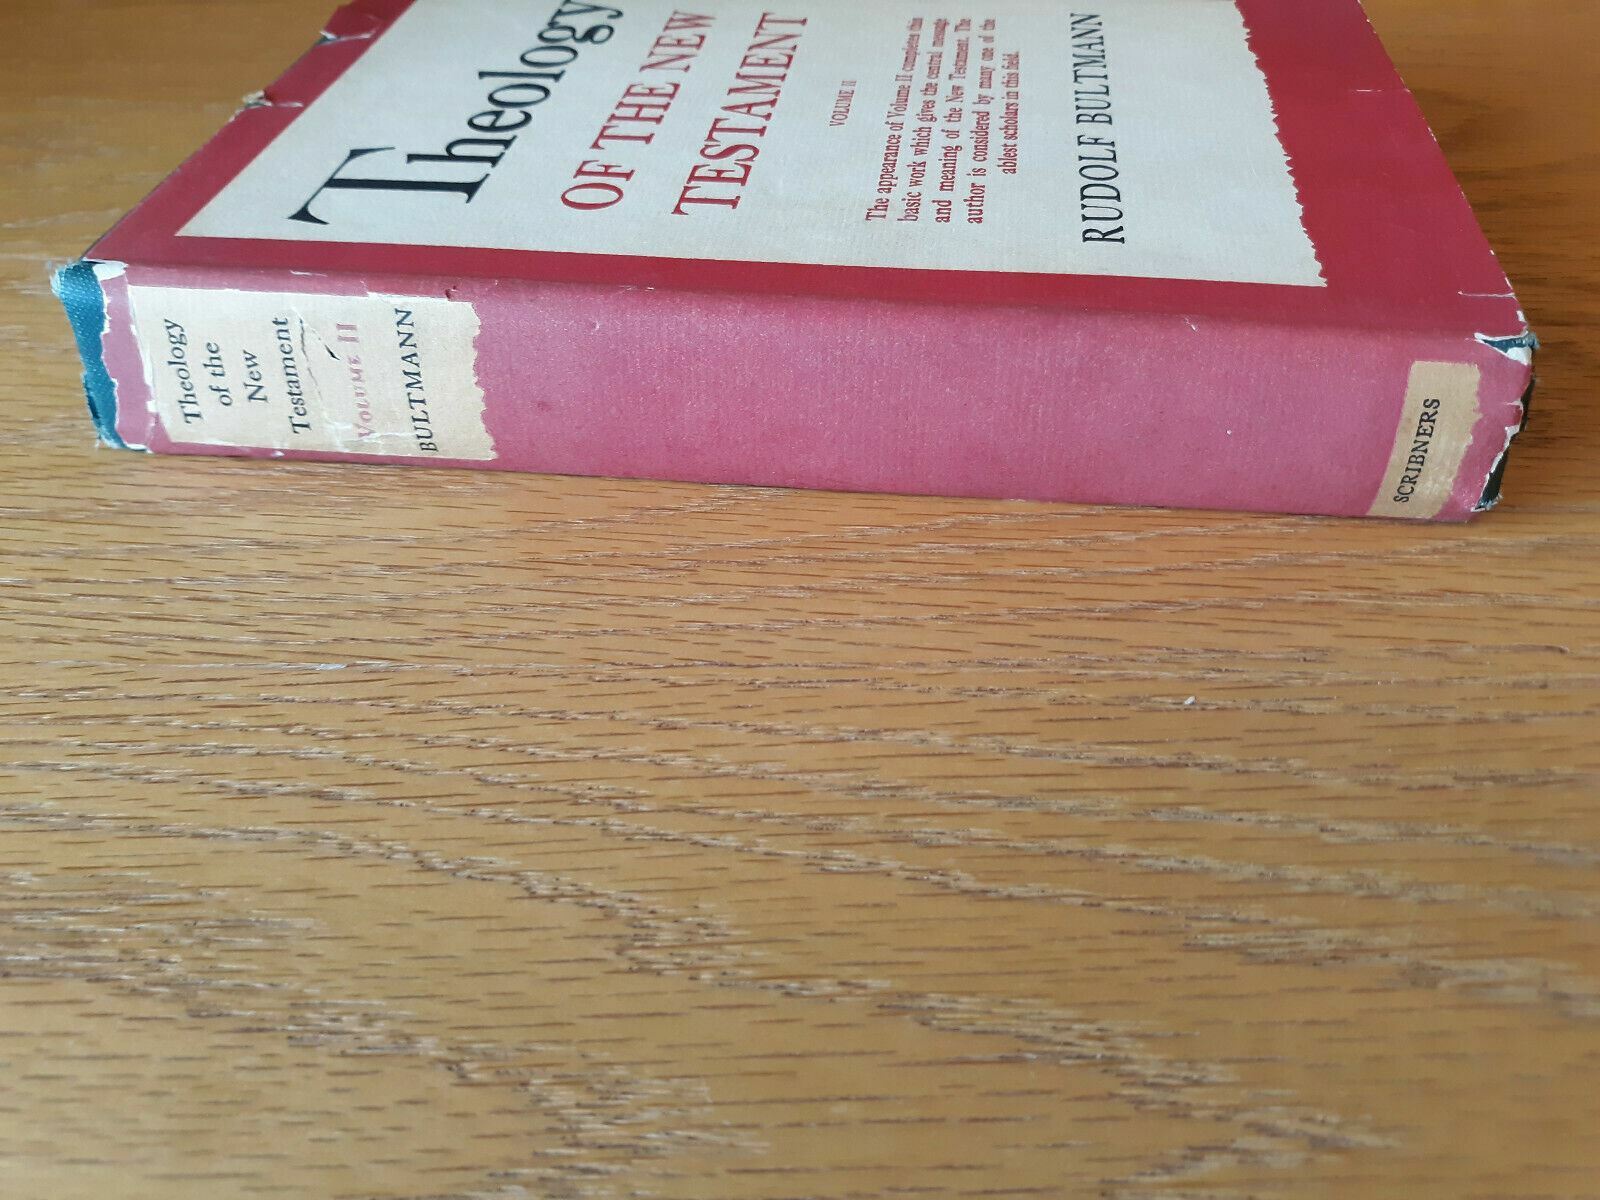 Theology
OF THE NEW
TESTAMENT
VOLUME II
The appearance of Volume II completes this
basic work which gives the central message
and meaning of the New Testament. The
author is considered by many one of the
ablest scholars in this field.
RUDOLF BULTMANN
Theology
of the
New
Testament
VOLUME II
BULTMANN
SCRIBNERS